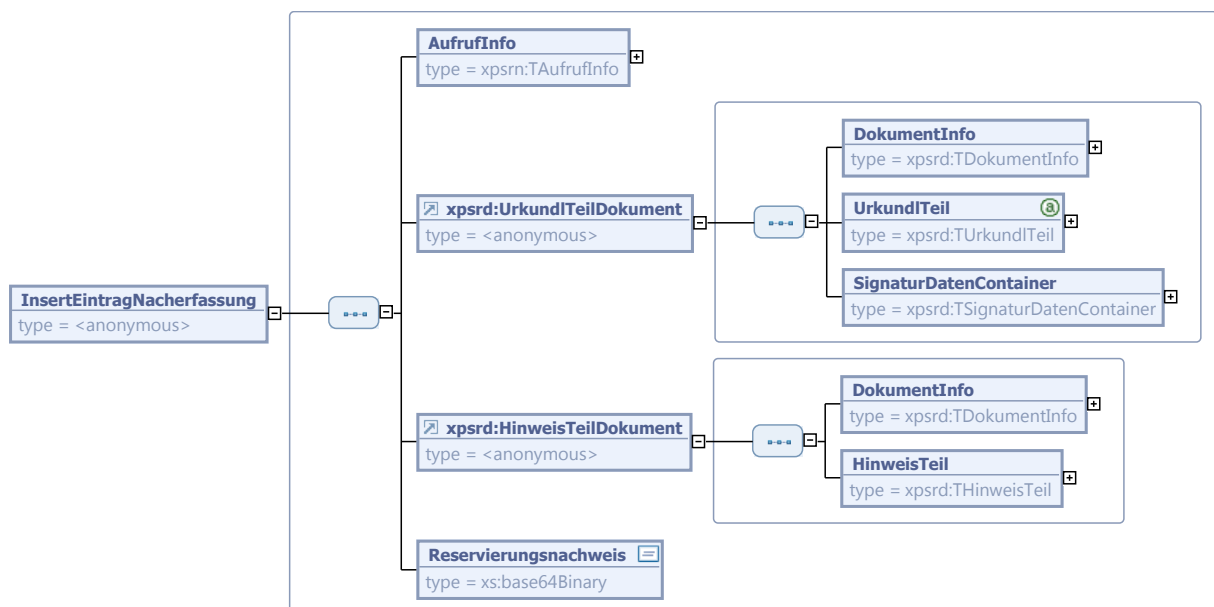 AufrufInfo
type = xpsrn:TAufrufInfo
DokumentInfo
type = xpsrd:TDokumentInfo
xpsrd:UrkundlTeilDokument
type = <anonymous>
UrkundlTeil
a
type = xpsrd:TUrkundlTeil
SignaturDatenContainer
type = xpsrd:TSignaturDatenContainer
InsertEintragNacherfassung
type = <anonymous>
DokumentInfo
type = xpsrd:TDokumentInfo
xpsrd:HinweisTeilDokument
type = <anonymous>
HinweisTeil
type = xpsrd:THinweisTeil
Reservierungsnachweis
type = xs:base64Binary